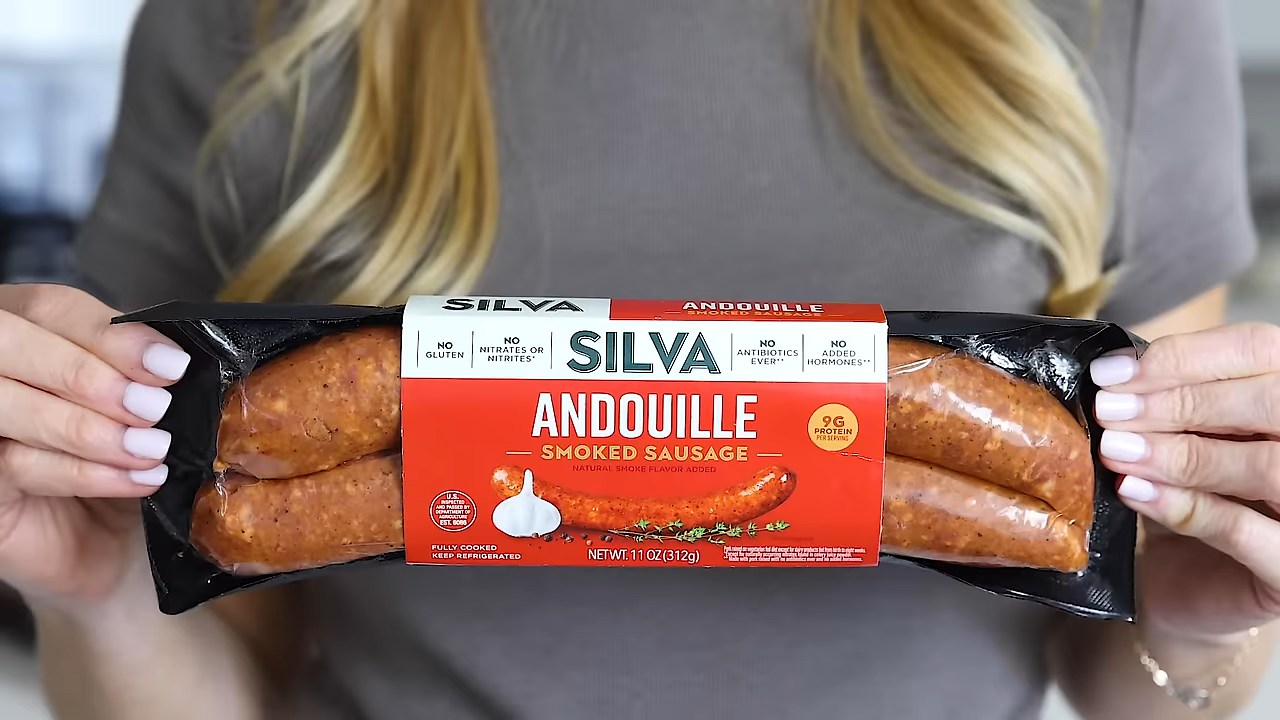 SILVA
ANDOUILLE
SMOKED SAUSAGE
NO
GLUTEN
NO
NITRATES OR
NITRITES*
SILVA
NO
ANTIBIOTICS
EVER**
NO
ADDED
HORMONES**
ANDOUILLE
SMOKED SAUSAGE
NATURAL SMOKE FLAVOR ADDED
9G
PROTEIN
PER SERVING
U.S.
INSPECTED
AND PASSED BY
DEPARTMENT OF
AGRICULTURE
EST. 6086
FULLY COOKED
KEEP REFRIGERATED
NET WT. 11 OZ (312g)